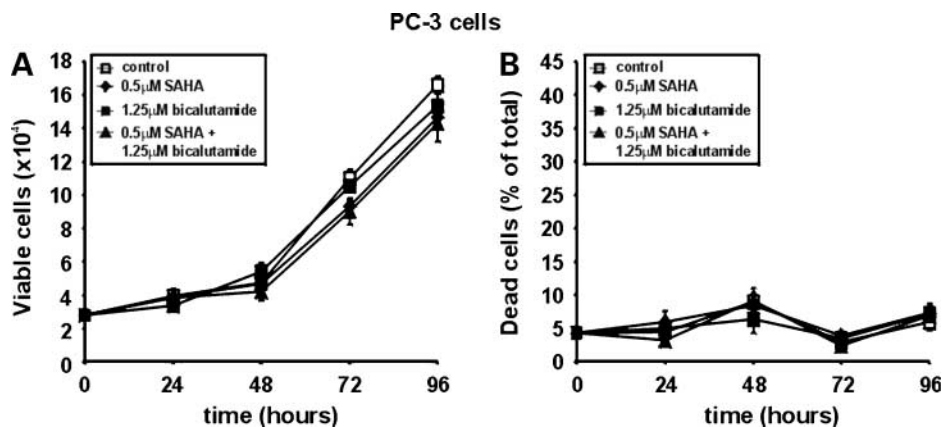 PC-3 cells
A
control
0.5μM SAHA
1.25μM bicalutamide
0.5μM SAHA +
1.25μM bicalutamide
Viable cells (x10⁴)
18
16
14
12
10
8
6
4
2
0
0 24 48 72 96
time (hours)
B
control
0.5μM SAHA
1.25μM bicalutamide
0.5μM SAHA +
1.25μM bicalutamide
Dead cells (% of total)
45
40
35
30
25
20
15
10
5
0
0 24 48 72 96
time (hours)